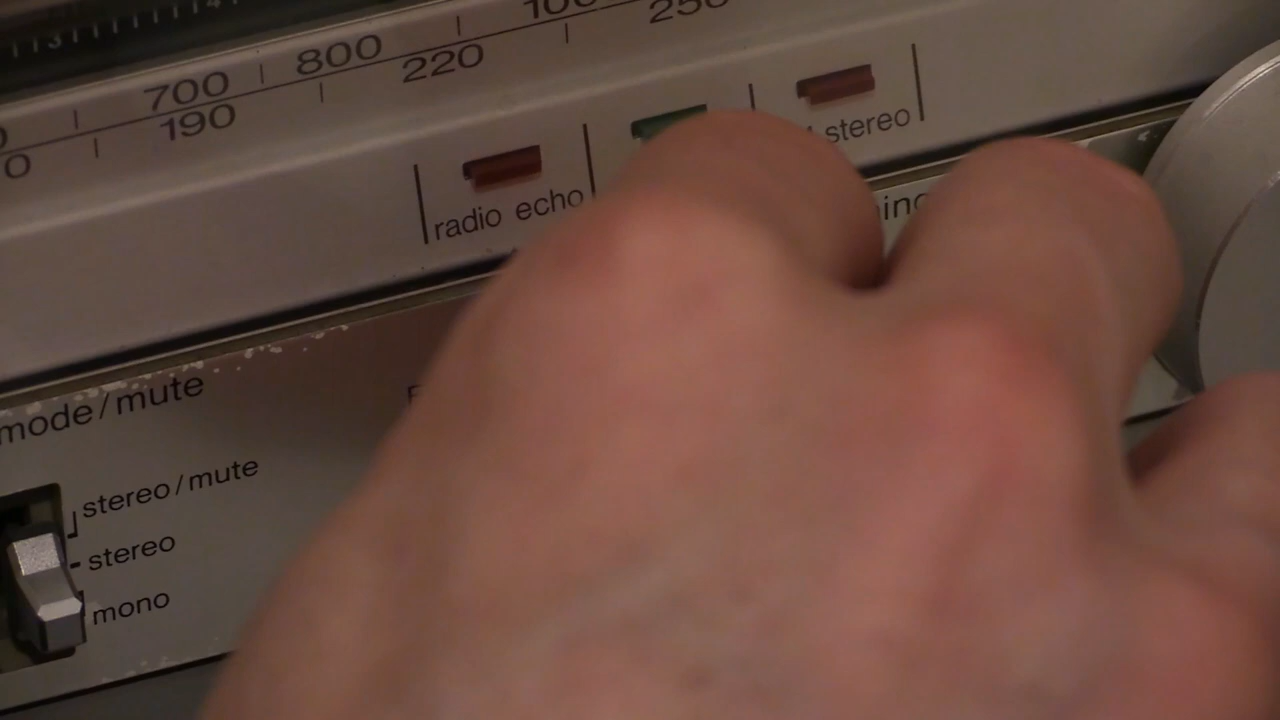 700 800
190 220 250
radio echo
stereo
mode/mute
stereo/mute
stereo
mono